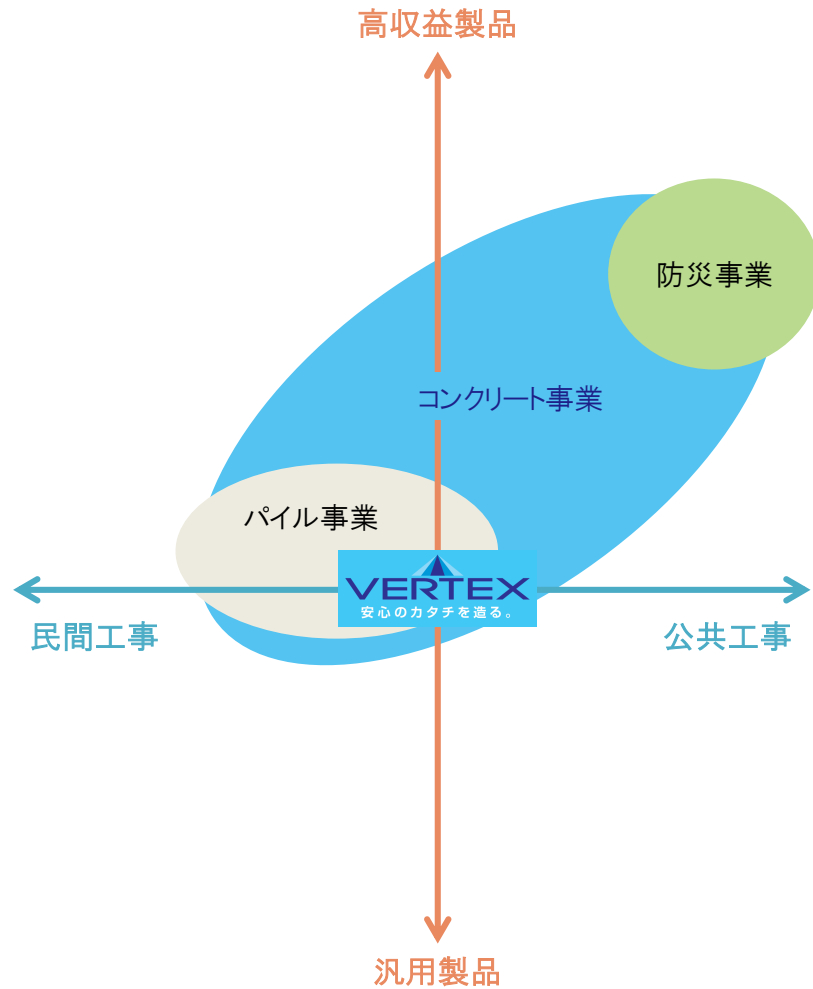 高収益製品
防災事業
コンクリート事業
パイル事業
VERTEX
安心のカタチを造る。
民間工事
公共工事
汎用製品